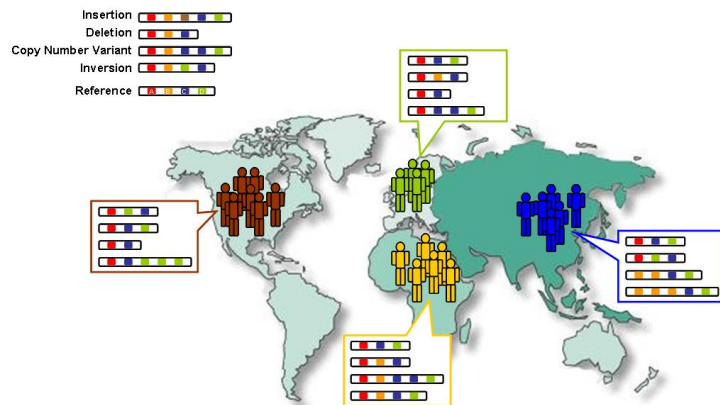 Insertion
Deletion
Copy Number Variant
Inversion
Reference
A B C D